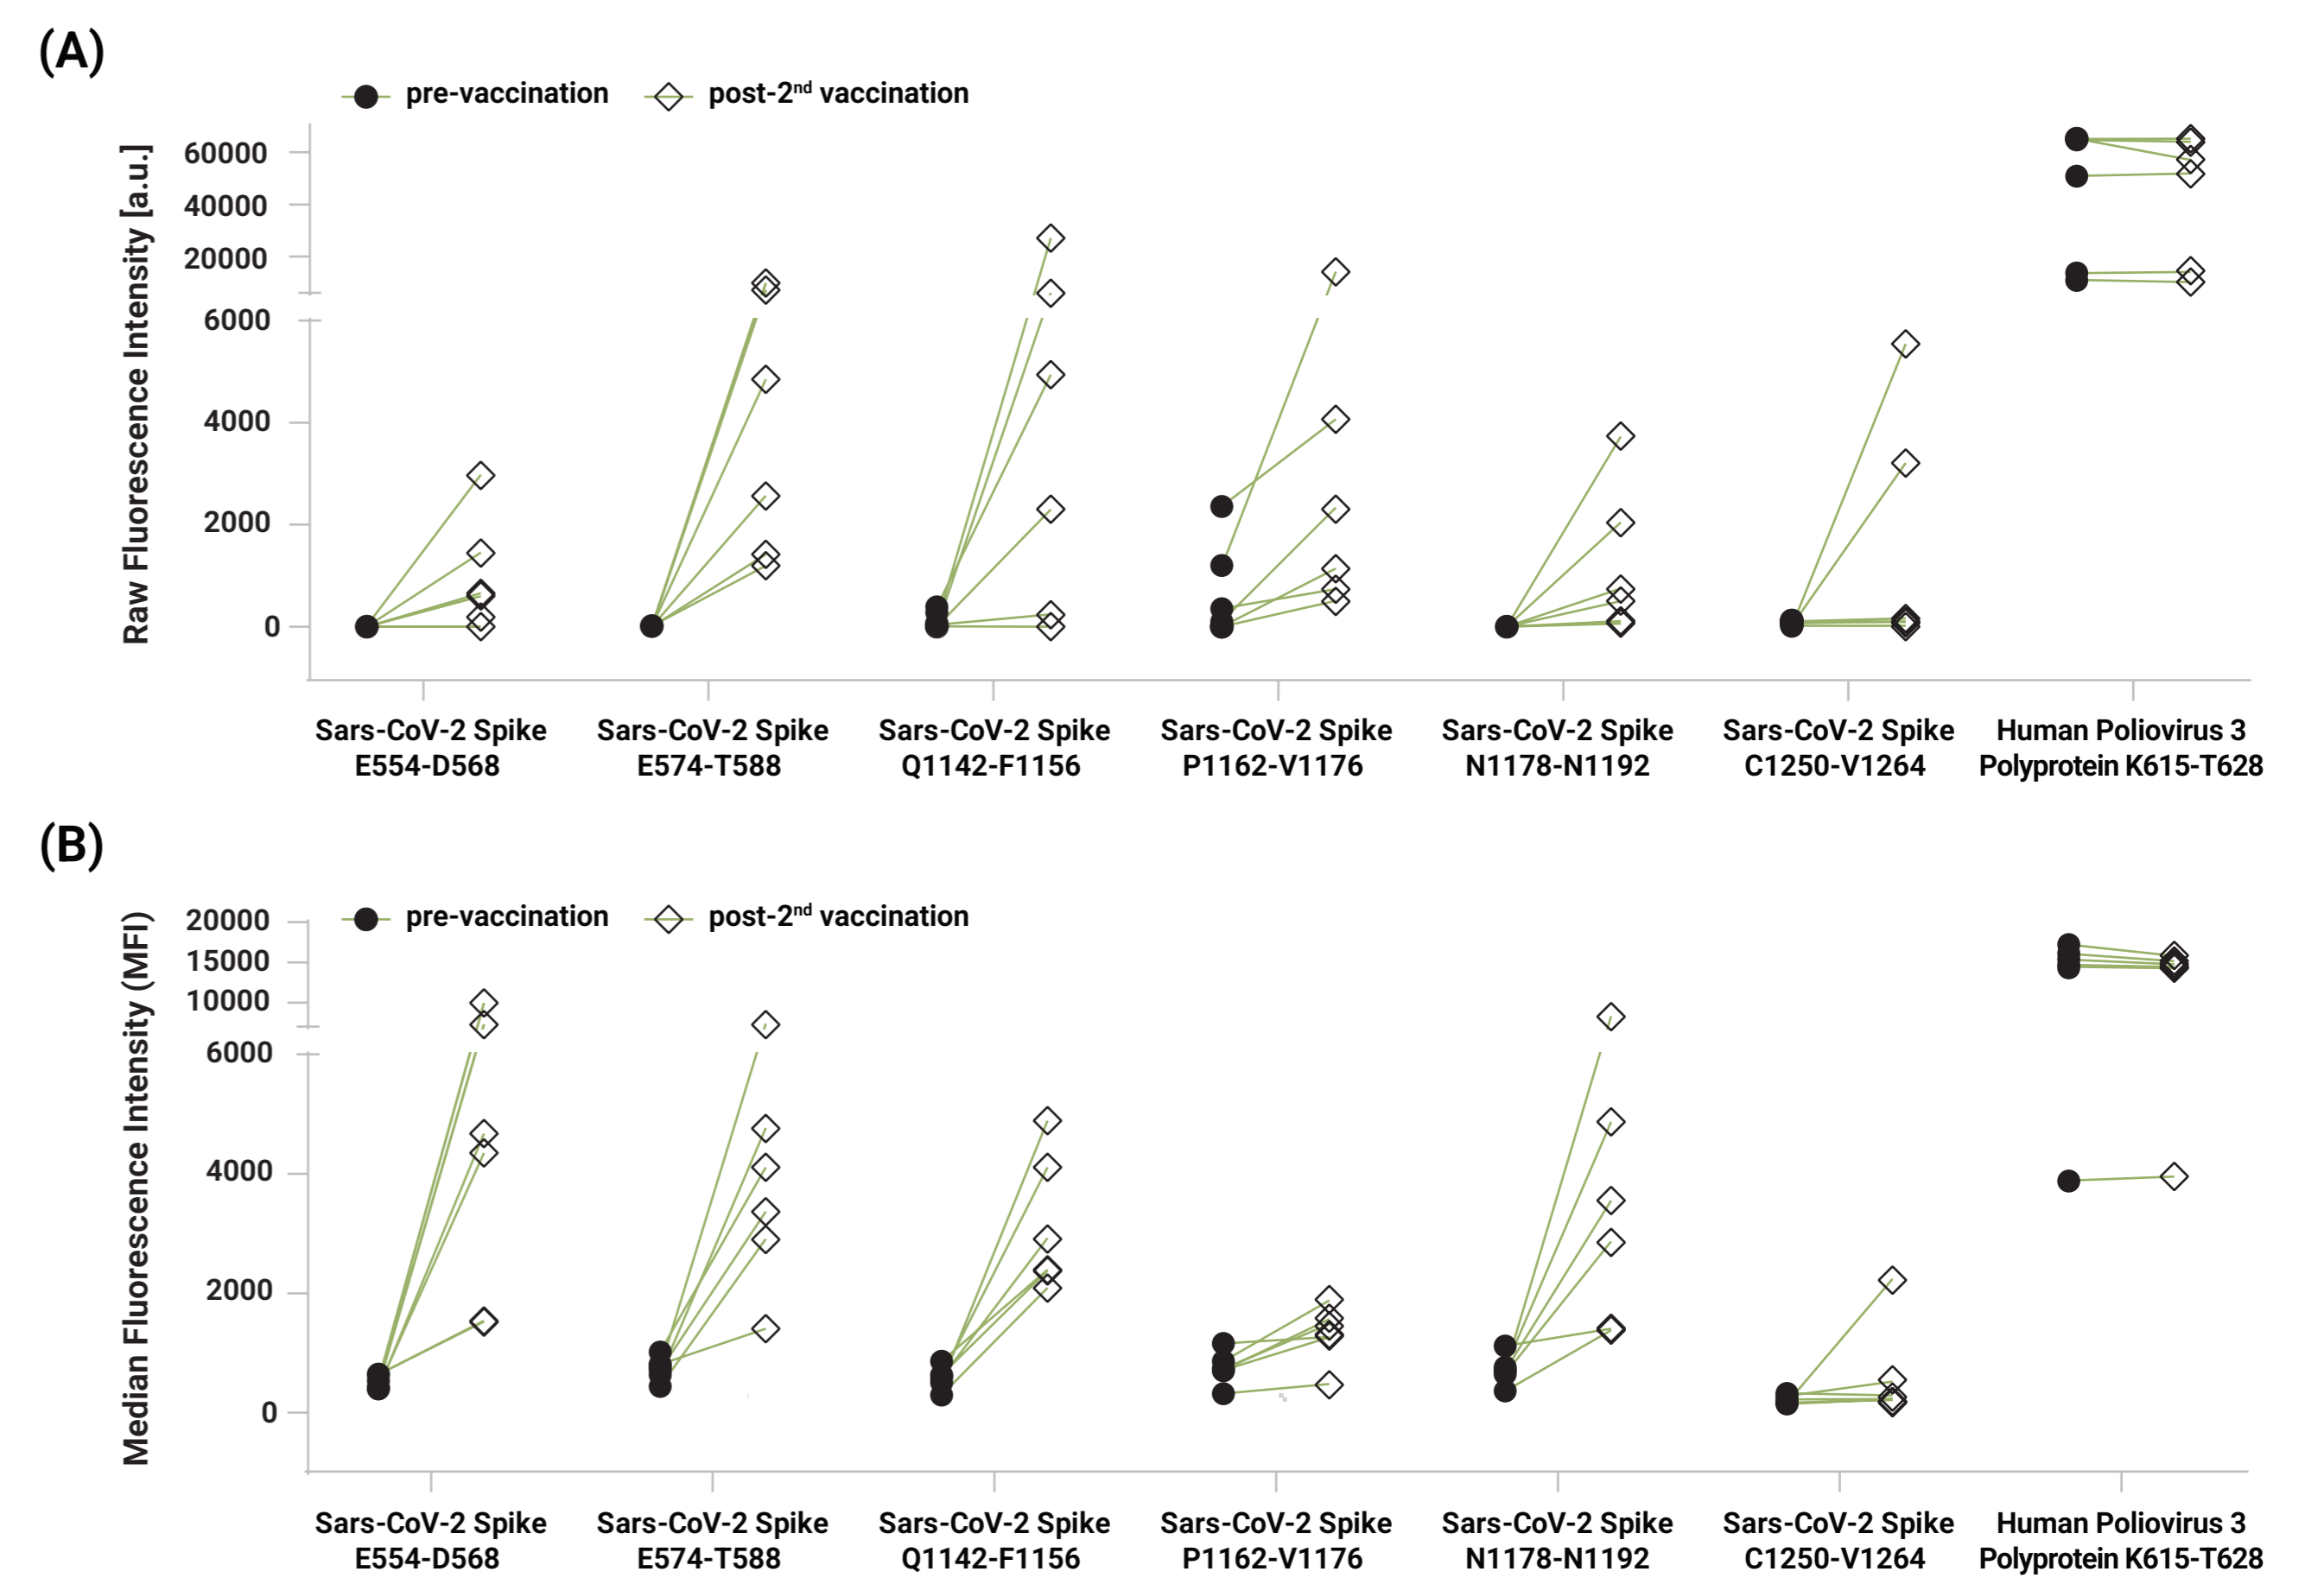 (A)
pre-vaccination post-2nd vaccination
Raw Fluorescence Intensity [a.u.]
60000
40000
20000
6000
4000
2000
0
Sars-CoV-2 Spike Sars-CoV-2 Spike Sars-CoV-2 Spike Sars-CoV-2 Spike Sars-CoV-2 Spike Sars-CoV-2 Spike Human Poliovirus 3
E554-D568 E574-T588 Q1142-F1156 P1162-V1176 N1178-N1192 C1250-V1264 Polyprotein K615-T628
(B)
pre-vaccination post-2nd vaccination
Median Fluorescence Intensity (MFI)
20000
15000
10000
6000
4000
2000
0
Sars-CoV-2 Spike Sars-CoV-2 Spike Sars-CoV-2 Spike Sars-CoV-2 Spike Sars-CoV-2 Spike Sars-CoV-2 Spike Human Poliovirus 3
E554-D568 E574-T588 Q1142-F1156 P1162-V1176 N1178-N1192 C1250-V1264 Polyprotein K615-T628